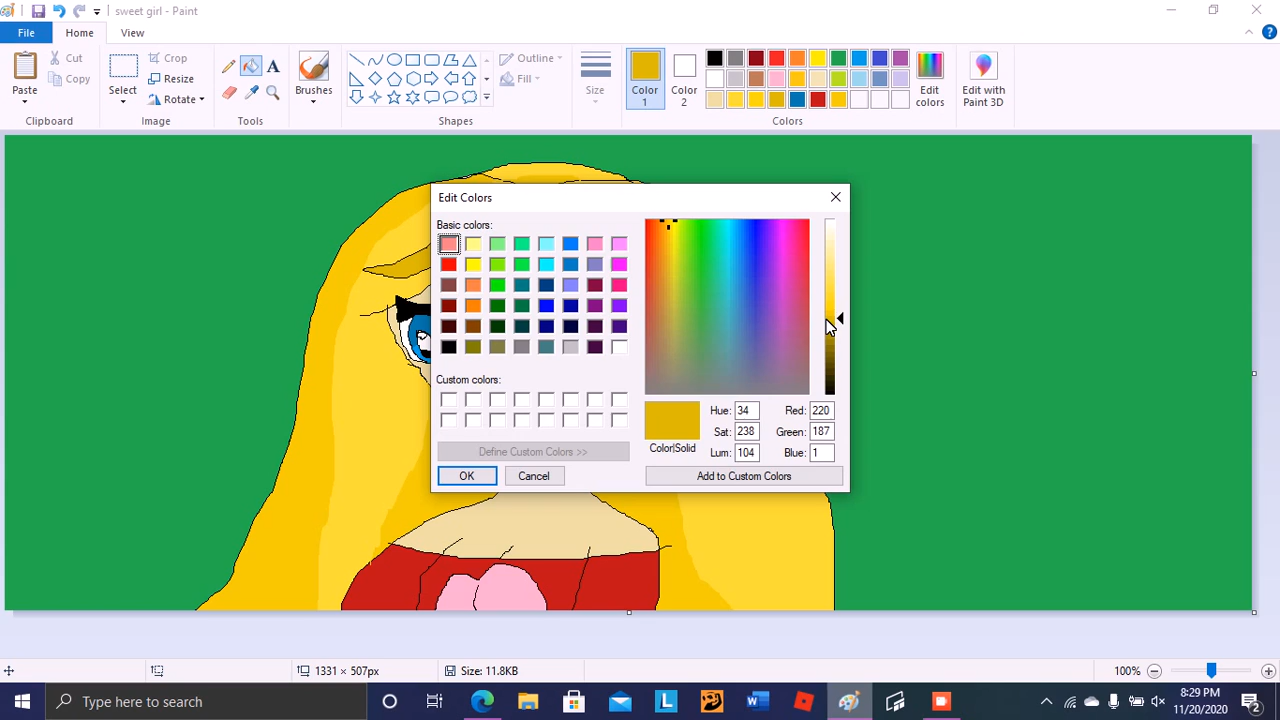 sweet girl - Paint
File Home View
Paste Cut Copy
Clipboard
Select Crop Resize Rotate
Image
A
Tools
Brushes
Outline Fill
Shapes
Size
Color 1 Color 2
Edit colors
Colors
Edit with Paint 3D
Edit Colors
Basic colors:
Custom colors:
Define Custom Colors >>
OK Cancel
Color|Solid
Hue: 34 Red: 220
Sat: 238 Green: 187
Lum: 104 Blue: 1
Add to Custom Colors
1331 × 507px Size: 11.8KB 100%
Type here to search
L
W
8:29 PM
11/20/2020
2